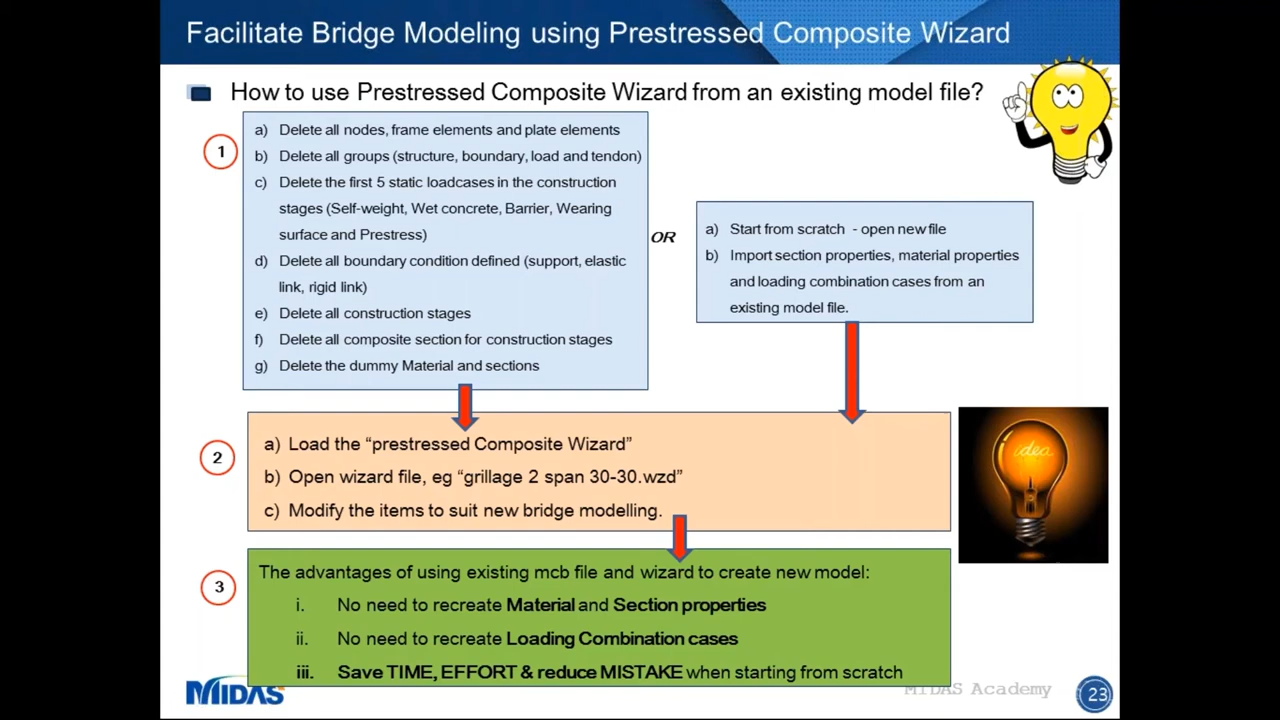 Facilitate Bridge Modeling using Prestressed Composite Wizard
How to use Prestressed Composite Wizard from an existing model file?
1
a) Delete all nodes, frame elements and plate elements
b) Delete all groups (structure, boundary, load and tendon)
c) Delete the first 5 static loadcases in the construction
stages (Self-weight, Wet concrete, Barrier, Wearing
surface and Prestress)
d) Delete all boundary condition defined (support, elastic
link, rigid link)
e) Delete all construction stages
f) Delete all composite section for construction stages
g) Delete the dummy Material and sections
OR
a) Start from scratch - open new file
b) Import section properties, material properties
and loading combination cases from an
existing model file.
2
a) Load the “prestressed Composite Wizard”
b) Open wizard file, eg “grillage 2 span 30-30.wzd”
c) Modify the items to suit new bridge modelling.
idea
3
The advantages of using existing mcb file and wizard to create new model:
i. No need to recreate Material and Section properties
ii. No need to recreate Loading Combination cases
iii. Save TIME, EFFORT & reduce MISTAKE when starting from scratch
MIDAS
MIDAS Academy
23